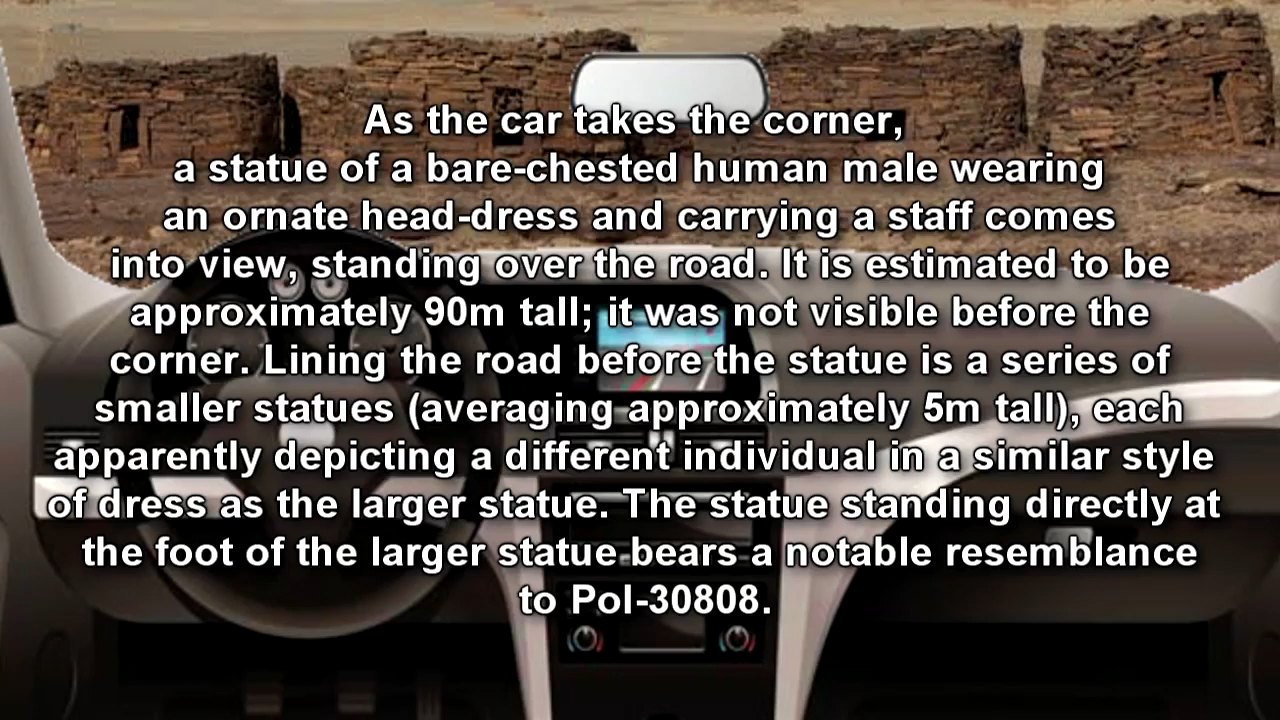 As the car takes the corner,
a statue of a bare-chested human male wearing
an ornate head-dress and carrying a staff comes
into view, standing over the road. It is estimated to be
approximately 90m tall; it was not visible before the
corner. Lining the road before the statue is a series of
smaller statues (averaging approximately 5m tall), each
apparently depicting a different individual in a similar style
of dress as the larger statue. The statue standing directly at
the foot of the larger statue bears a notable resemblance
to Pol-30808.